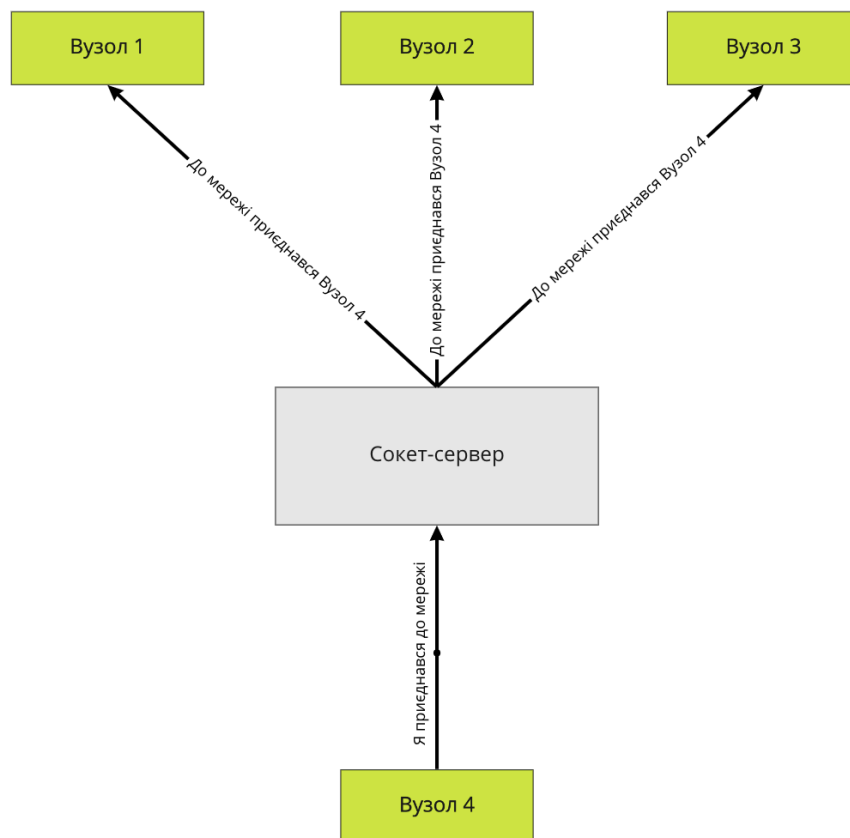 Вузол 1
Вузол 2
Вузол 3
До мережі приєднався Вузол 4
До мережі приєднався Вузол 4
До мережі приєднався Вузол 4
Сокет-сервер
Я приєднався до мережі
Вузол 4